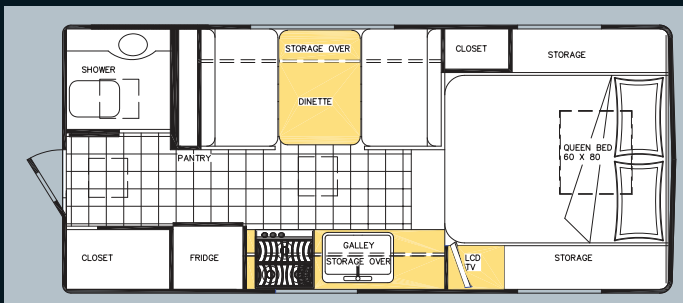 STORAGE OVER
CLOSET
STORAGE
SHOWER
DINETTE
QUEEN BED
60 X 80
PANTRY
CLOSET
FRIDGE
GALLEY
STORAGE OVER
LCD
TV
STORAGE